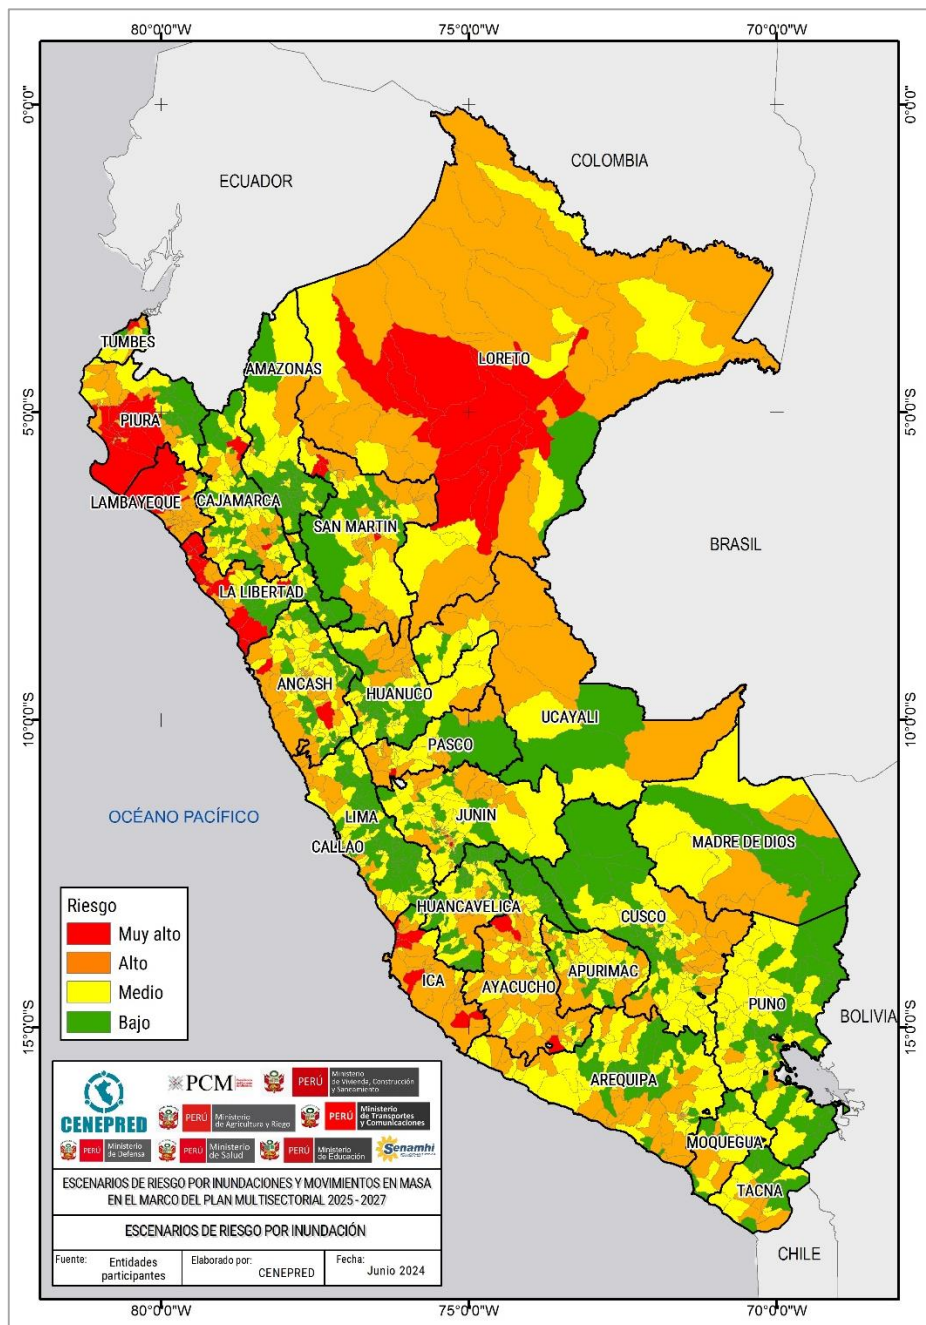 80°0'0"W 75°0'0"W 70°0'0"W
0°0'0" 0°0'0"
COLOMBIA
ECUADOR
TUMBES
AMAZONAS
LORETO
5°0'0"S 5°0'0"S
PIURA
LAMBAYEQUE
CAJAMARCA
SAN MARTIN
BRASIL
LA LIBERTAD
ANCASH
HUANUCO
UCAYALI
10°0'0"S 10°0'0"S
PASCO
OCÉANO PACÍFICO
LIMA
JUNIN
CALLAO
MADRE DE DIOS
HUANCAVELICA
CUSCO
Riesgo
Muy alto
Alto
Medio
Bajo
ICA
AYACUCHO
APURIMAC
PUNO
15°0'0"S 15°0'0"S
BOLIVIA
AREQUIPA
MOQUEGUA
TACNA
CHILE
CENEPRED
PCM
PERÚ
Ministerio
de Vivienda, Construcción
y Saneamiento
PERÚ
Ministerio
de Agricultura y Riego
PERÚ
Ministerio
de Transportes
y Comunicaciones
PERÚ
Ministerio
de Defensa
PERÚ
Ministerio
de Salud
PERÚ
Ministerio
de Educación
Senamhi
ESCENARIOS DE RIESGO POR INUNDACIONES Y MOVIMIENTOS EN MASA
EN EL MARCO DEL PLAN MULTISECTORIAL 2025 - 2027
ESCENARIOS DE RIESGO POR INUNDACIÓN
Fuente: Entidades
participantes
Elaborado por:
CENEPRED
Fecha:
Junio 2024
80°0'0"W 75°0'0"W 70°0'0"W